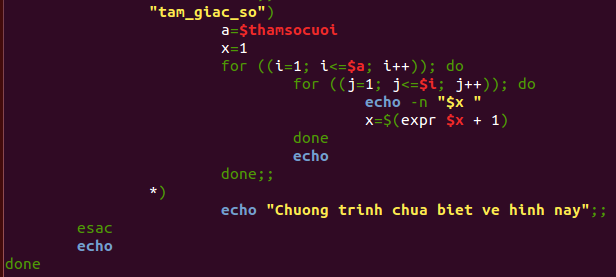 "tam_giac_so")
a=$thamsocuoi
x=1
for ((i=1; i<=$a; i++)); do
for ((j=1; j<=$i; j++)); do
echo -n "$x "
x=$(expr $x + 1)
done
echo
done;;
*)
echo "Chuong trinh chua biet ve hinh nay";;
esac
echo
done